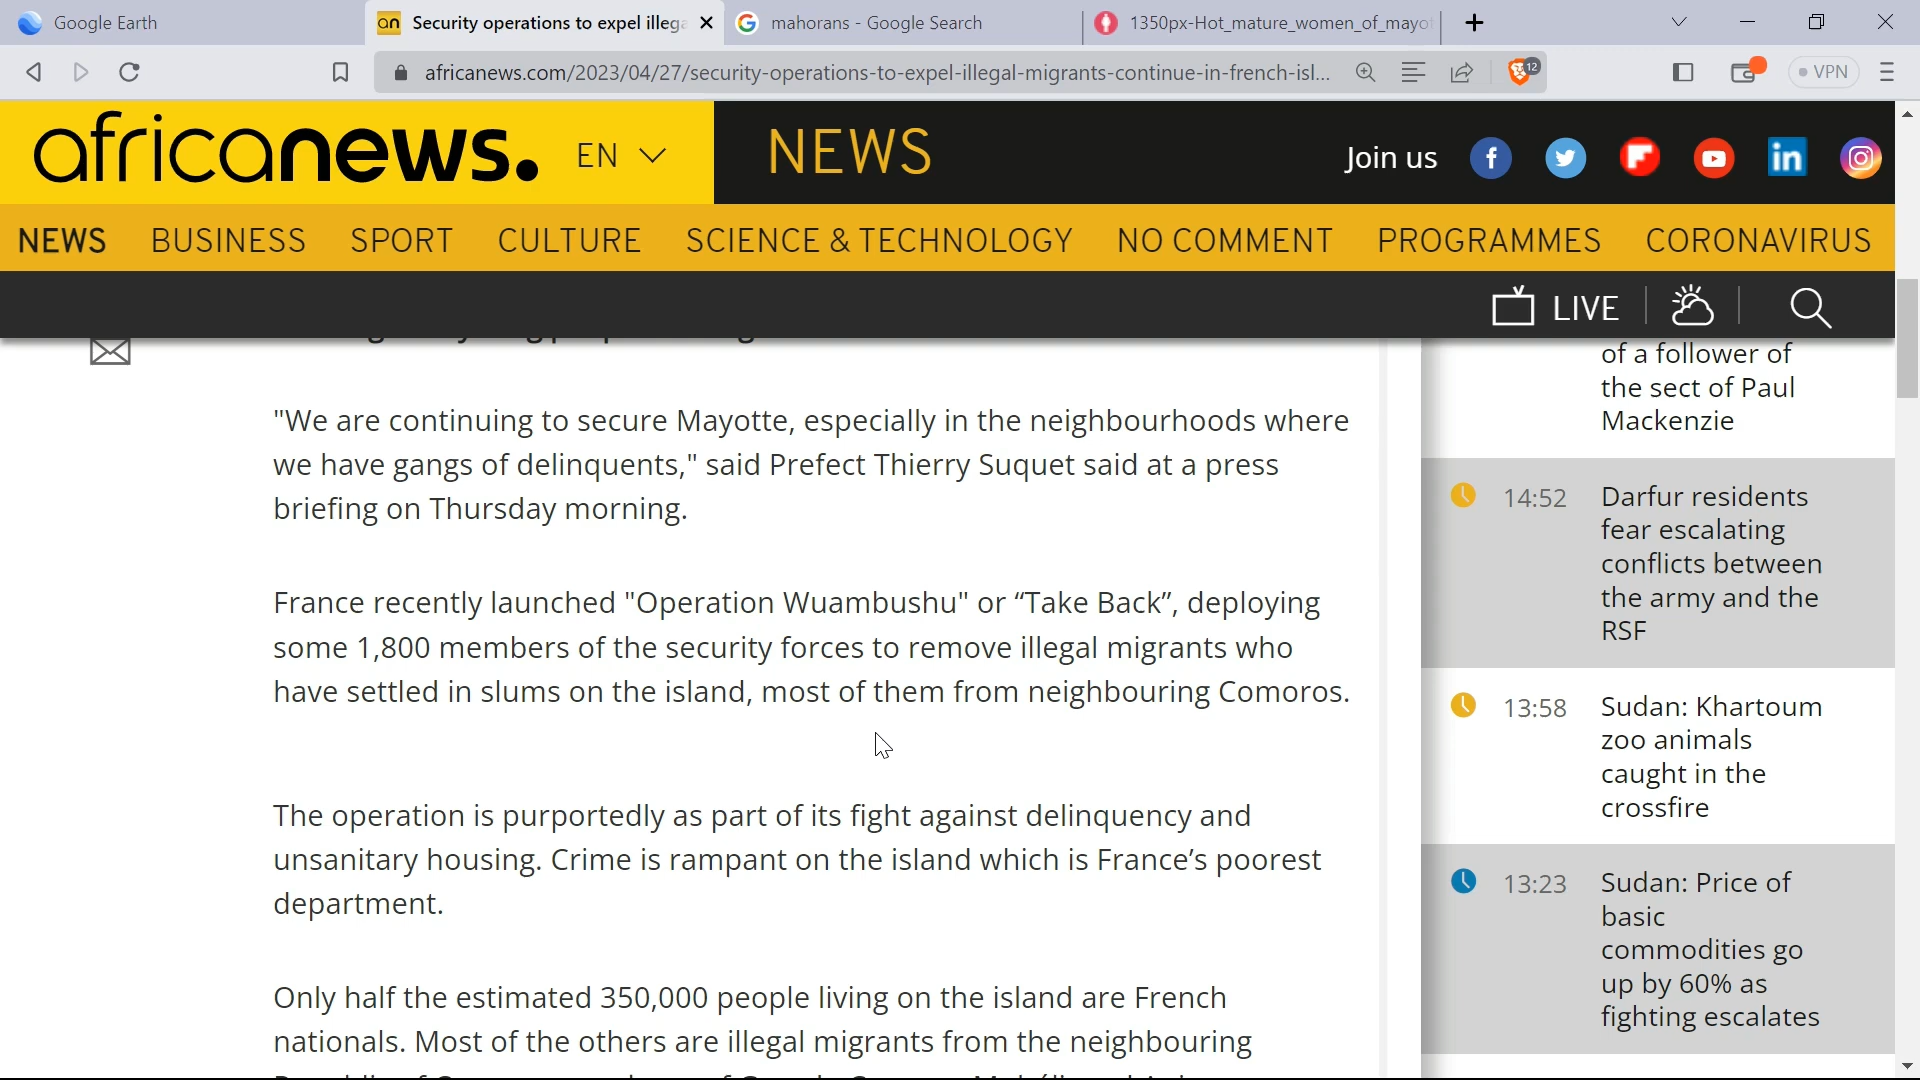 Google Earth
Security operations to expel illega
mahorans - Google Search
1350px-Hot_mature_women_of_mayot
africanews.com/2023/04/27/security-operations-to-expel-illegal-migrants-continue-in-french-isl...
12
VPN
africanews.
EN
NEWS
Join us
NEWS BUSINESS SPORT CULTURE SCIENCE & TECHNOLOGY NO COMMENT PROGRAMMES CORONAVIRUS
LIVE
"We are continuing to secure Mayotte, especially in the neighbourhoods where
we have gangs of delinquents," said Prefect Thierry Suquet said at a press
briefing on Thursday morning.
France recently launched "Operation Wuambushu" or “Take Back”, deploying
some 1,800 members of the security forces to remove illegal migrants who
have settled in slums on the island, most of them from neighbouring Comoros.
The operation is purportedly as part of its fight against delinquency and
unsanitary housing. Crime is rampant on the island which is France’s poorest
department.
Only half the estimated 350,000 people living on the island are French
nationals. Most of the others are illegal migrants from the neighbouring
of a follower of
the sect of Paul
Mackenzie
14:52 Darfur residents
fear escalating
conflicts between
the army and the
RSF
13:58 Sudan: Khartoum
zoo animals
caught in the
crossfire
13:23 Sudan: Price of
basic
commodities go
up by 60% as
fighting escalates